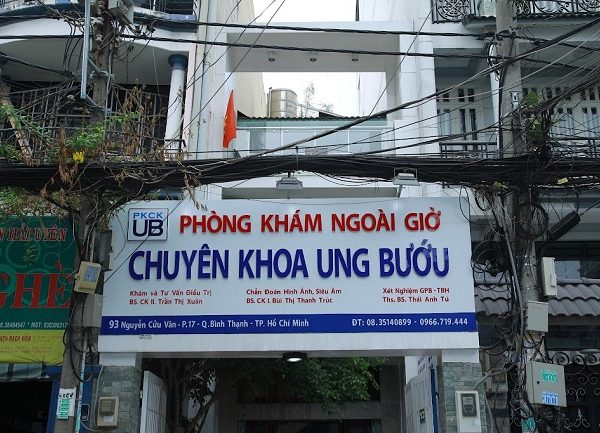 PKCK
UB
PHÒNG KHÁM NGOÀI GIỜ
CHUYÊN KHOA UNG BƯỚU
Khám và Tư Vấn Điều Trị
BS. CK II. Trần Thị Xuân
Chẩn Đoán Hình Ảnh, Siêu Âm
BS. CK I. Bùi Thị Thanh Trúc
Xét Nghiệm GPB - TBH
Ths. BS. Thái Anh Tú
93 Nguyễn Cửu Vân - P.17 - Q.Bình Thạnh - TP. Hồ Chí Minh
ĐT: 08.35140899 - 0966.719.444